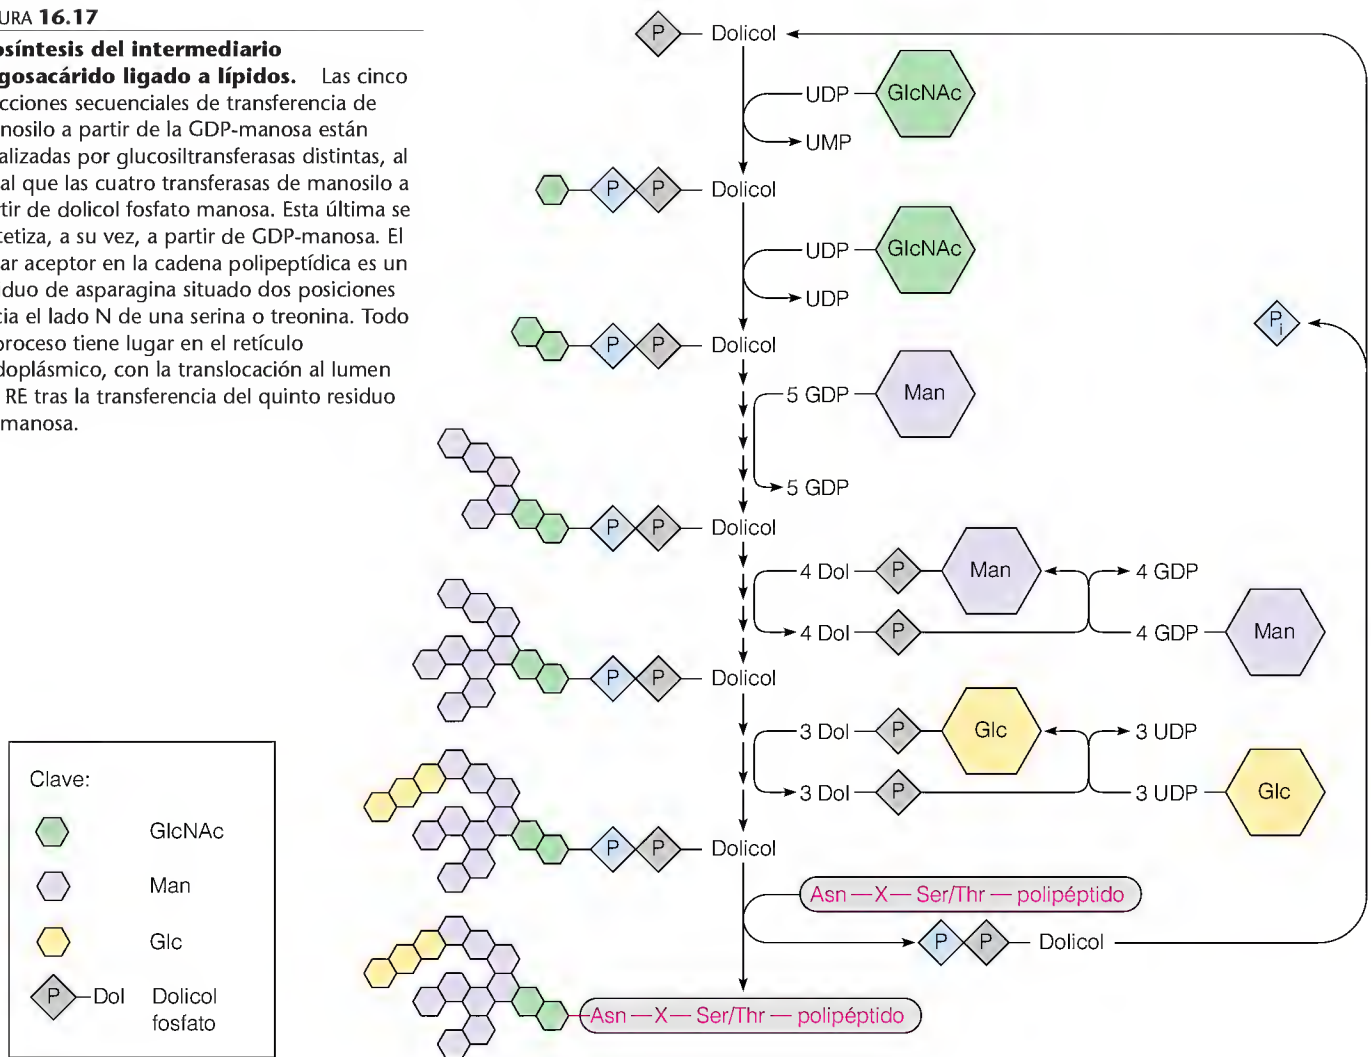 URA 16.17
osíntesis del intermediario
gosacárido ligado a lípidos. Las cinco
cciones secuenciales de transferencia de
nosilo a partir de la GDP-manosa están
alizadas por glucosiltransferasas distintas, al
al que las cuatro transferasas de manosilo a
tir de dolicol fosfato manosa. Esta última se
tetiza, a su vez, a partir de GDP-manosa. El
ar aceptor en la cadena polipeptídica es un
iduo de asparagina situado dos posiciones
cia el lado N de una serina o treonina. Todo
proceso tiene lugar en el retículo
doplásmico, con la translocación al lumen
RE tras la transferencia del quinto residuo
manosa.
P Dolicol
UDP GlcNAc
UMP
P P Dolicol
UDP GlcNAc
UDP
P P Dolicol
Pi
5 GDP Man
5 GDP
P P Dolicol
4 Dol P Man 4 GDP
4 Dol P 4 GDP Man
P P Dolicol
3 Dol P Glc 3 UDP
3 Dol P 3 UDP Glc
P P Dolicol
Asn — X — Ser/Thr — polipéptido
P P Dolicol
Asn — X — Ser/Thr — polipéptido
Clave:
GlcNAc
Man
Glc
P Dol Dolicol
fosfato